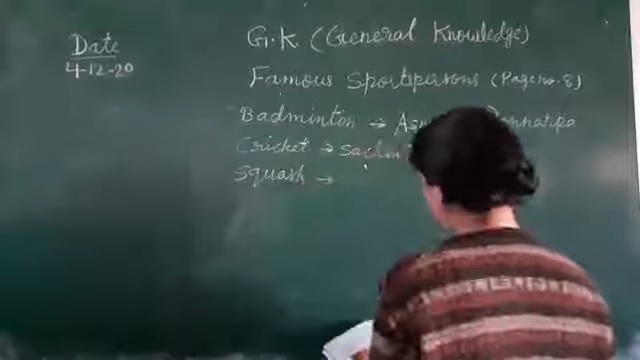 Date
4-12-20
G.K (General Knowledge)
Famous Sportspersons (Page no. 8)
Badminton →
Cricket → Sachin
Squash →